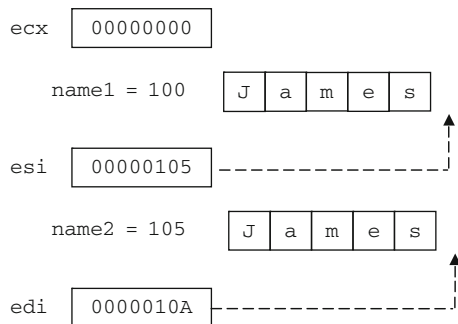 ecx 00000000
name1 = 100 J a m e s
esi 00000105
name2 = 105 J a m e s
edi 0000010A